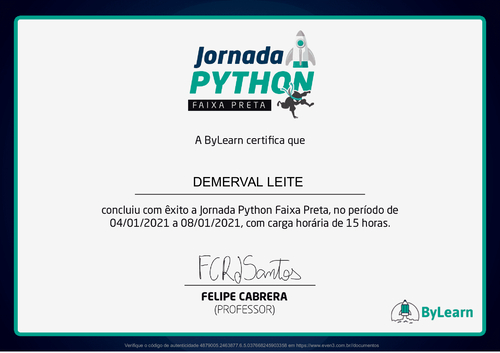 Jornada
PYTHON
FAIXA PRETA
A ByLearn certifica que
DEMERVAL LEITE
concluiu com êxito a Jornada Python Faixa Preta, no período de
04/01/2021 a 08/01/2021, com carga horária de 15 horas.
FCRdSantos
FELIPE CABRERA
(PROFESSOR)
ByLearn
Verifique o código de autenticidade
em https://www.even3.com.br/documentos